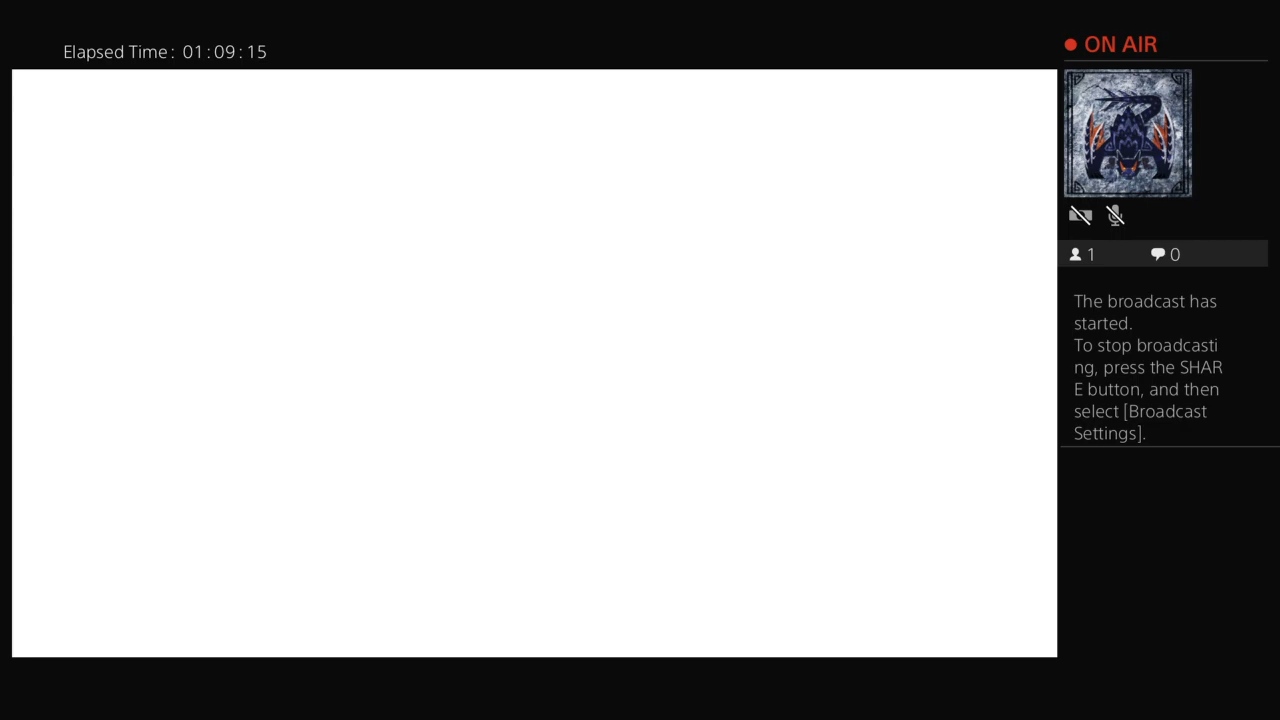 Elapsed Time: 01:09:15
ON AIR
1 0
The broadcast has
started.
To stop broadcasti
ng, press the SHAR
E button, and then
select [Broadcast
Settings].